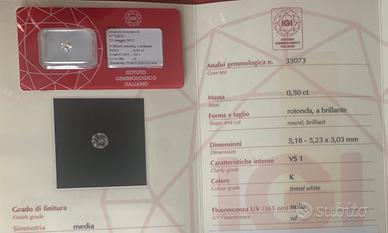 IGI
ISTITUTO
GEMMOLOGICO
ITALIANO
IGI
Analisi gemmologica n.
Gem test
33073
Massa
0,50 ct
Forma e taglio
Shape and cut
rotonda, a brillante
round, brilliant
Dimensioni
Dimensions
5,18 - 5,23 x 3,03 mm
Caratteristiche interne
Clarity grade
VS 1
Colore
Colour grade
K
tinted white
Fluorescenza UV (365 nm)
UV Fluorescence
nulla
nil
Grado di finitura
Finish grade
Simmetria
media
subito